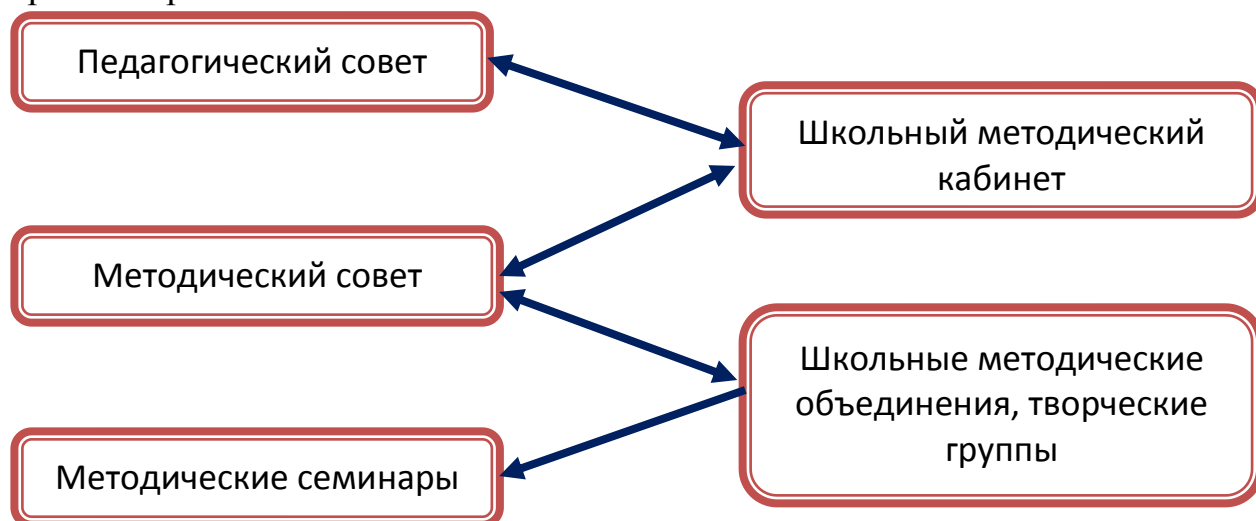 Педагогический совет
Школьный методический
кабинет
Методический совет
Школьные методические
объединения, творческие
группы
Методические семинары